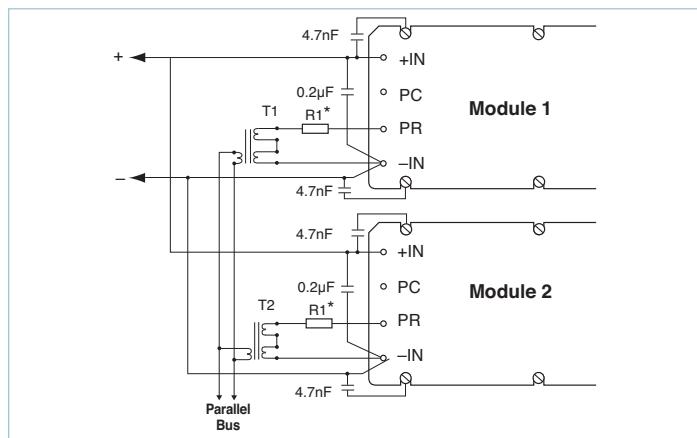 4.7nF
+
+IN
0.2µF
PC
Module 1
T1
R1*
PR
–
–IN
4.7nF
4.7nF
+IN
0.2µF
PC
Module 2
T2
R1*
PR
–IN
4.7nF
Parallel
Bus